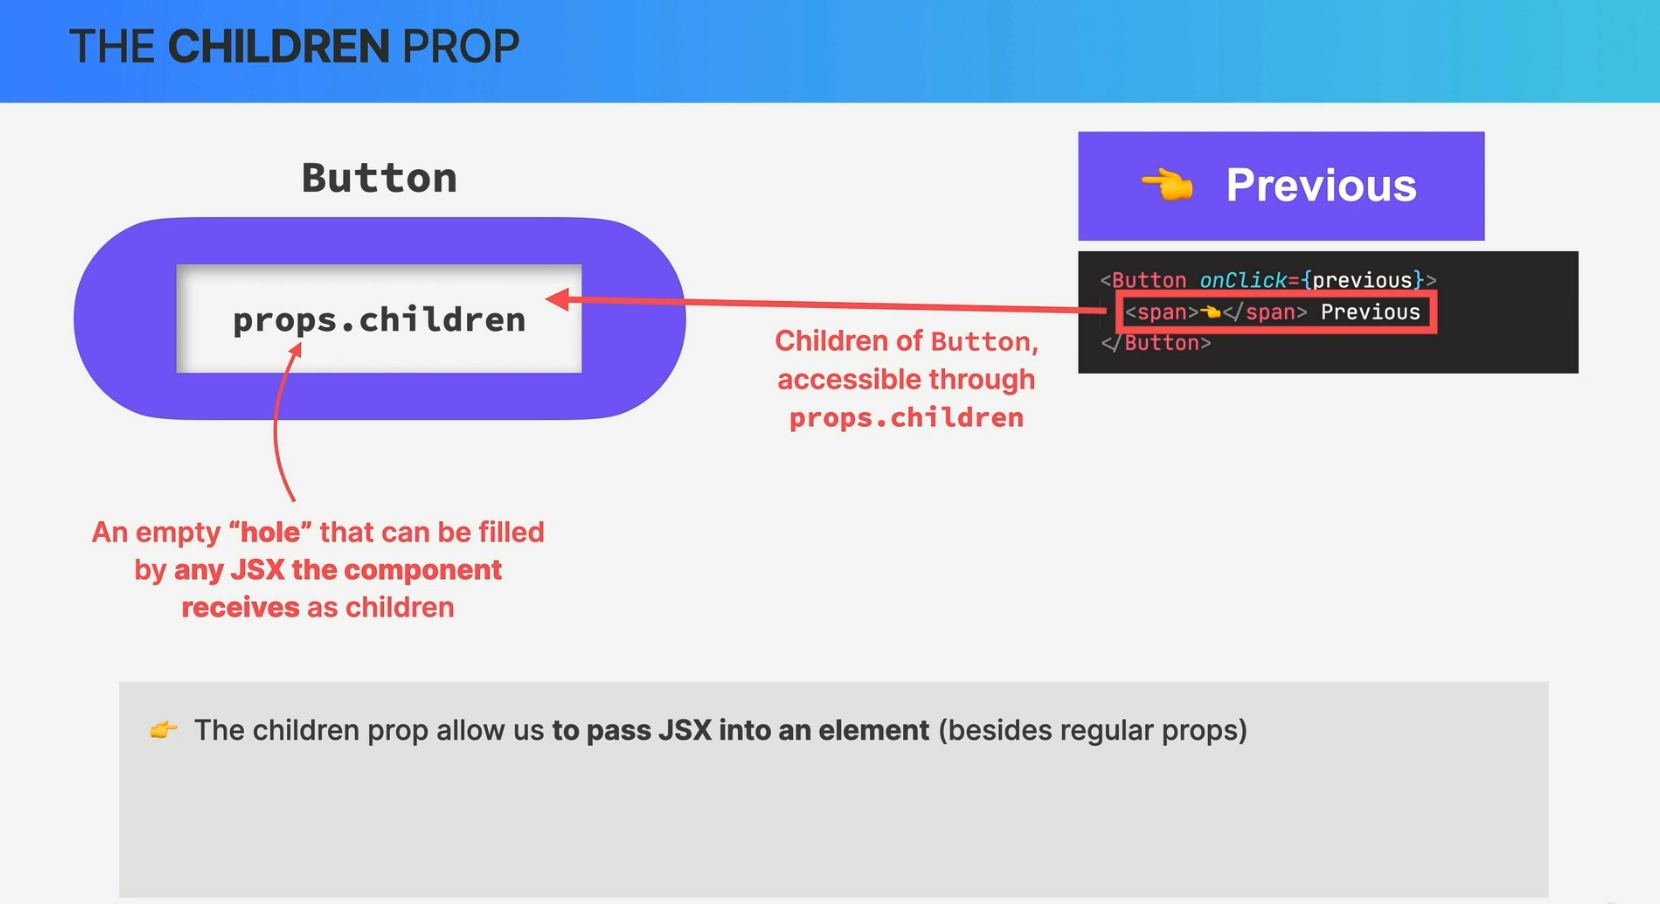 THE CHILDREN PROP
Button
props.children
An empty “hole” that can be filled
by any JSX the component
receives as children
Children of Button,
accessible through
props.children
👈 Previous
<Button onClick={previous}>
<span>👈</span> Previous
</Button>
👉 The children prop allow us to pass JSX into an element (besides regular props)